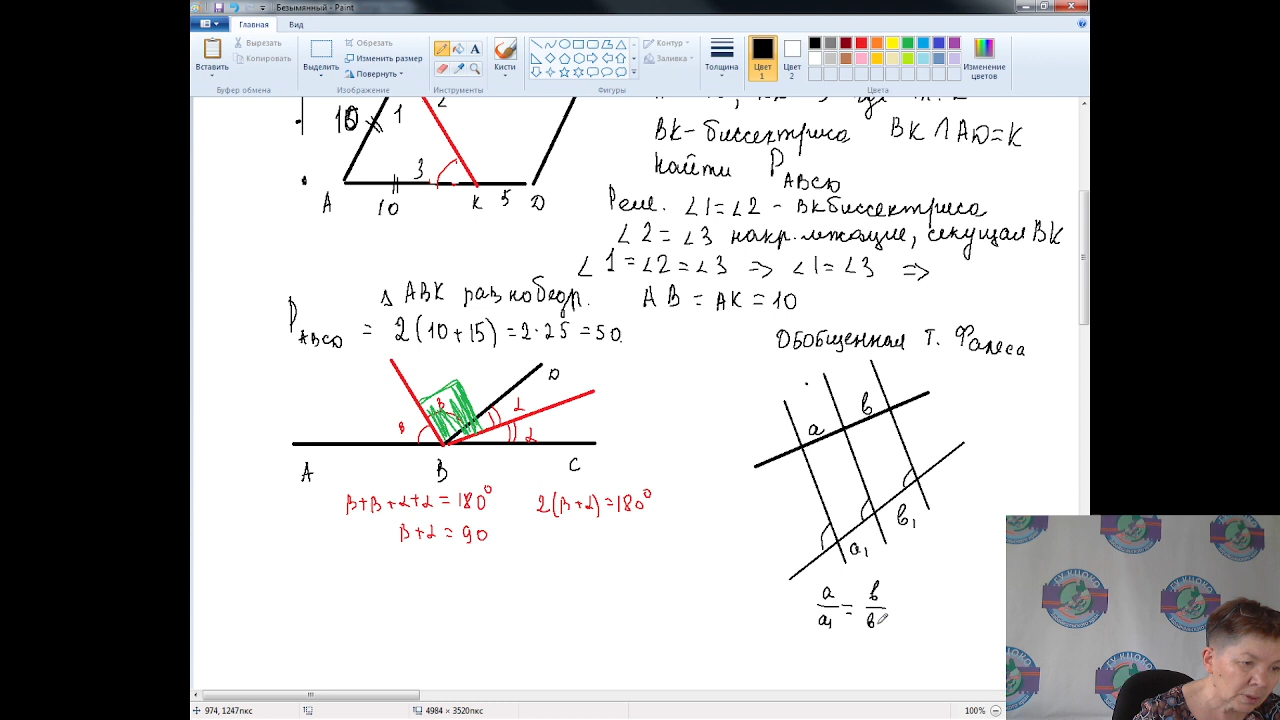 Безымянный - Paint
Главная
Вид
Вставить
Вырезать
Копировать
Буфер обмена
Выделить
Обрезать
Изменить размер
Повернуть
Изображение
Инструменты
Кисти
Контур
Заливка
Фигуры
Толщина
Цвет 1
Цвет 2
Изменение цветов
Цвета
10 1 2
3
A 10 K 5 D
BK-биссектриса BK ∩ AD=K
Найти P ABCD
Реше. ∠1=∠2 - BK биссектриса
∠2=∠3 накр. лежащие, секущая BK
∠1=∠2=∠3 => ∠1=∠3 =>
△ ABK равнобедр. AB = AK = 10
P ABCD = 2(10+15)=2·25=50.
Обобщенная т. Фалеса
D
β β α α
A B C
β+β+α+α=180° 2(β+α)=180°
β+α=90
a в
a₁ в₁
a/a₁ = в/в
ГУ КЦОКО
974, 1247пкс
4984 × 3520пкс
100%